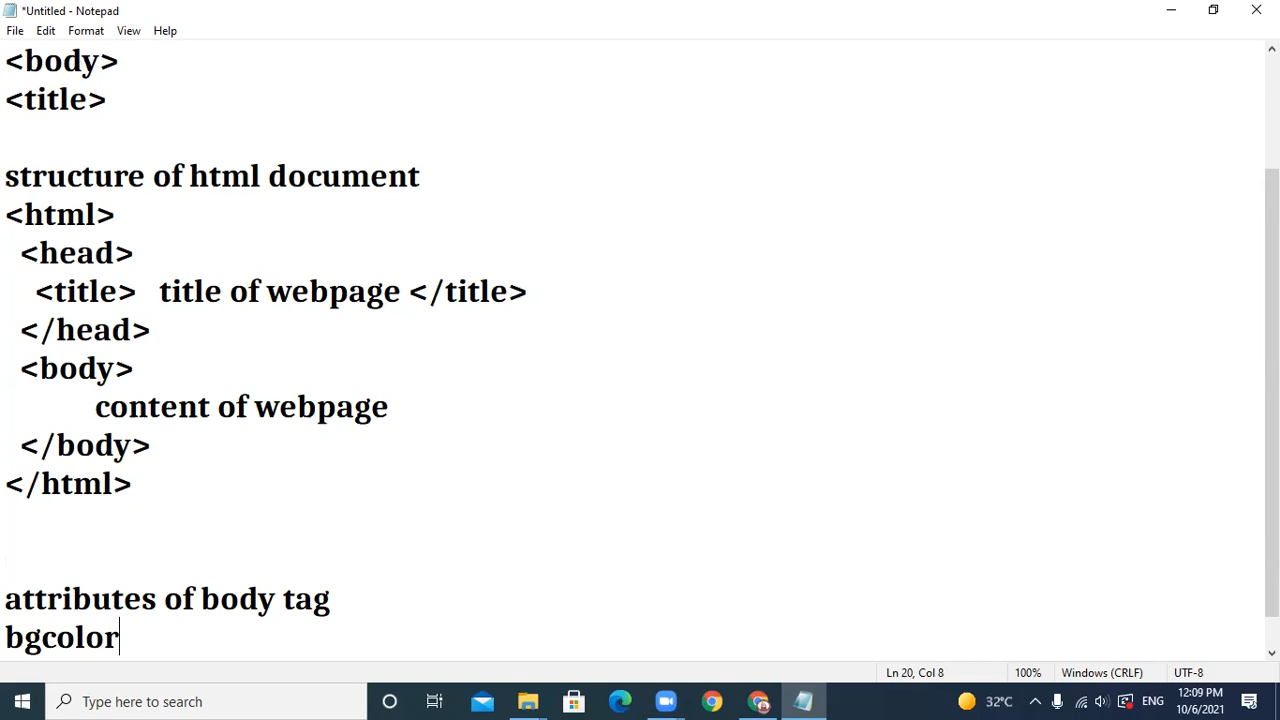 *Untitled - Notepad
File Edit Format View Help
<body>
<title>
structure of html document
<html>
<head>
<title> title of webpage </title>
</head>
<body>
content of webpage
</body>
</html>
attributes of body tag
bgcolor
Ln 20, Col 8 100% Windows (CRLF) UTF-8
Type here to search 32°C ENG 12:09 PM
10/6/2021